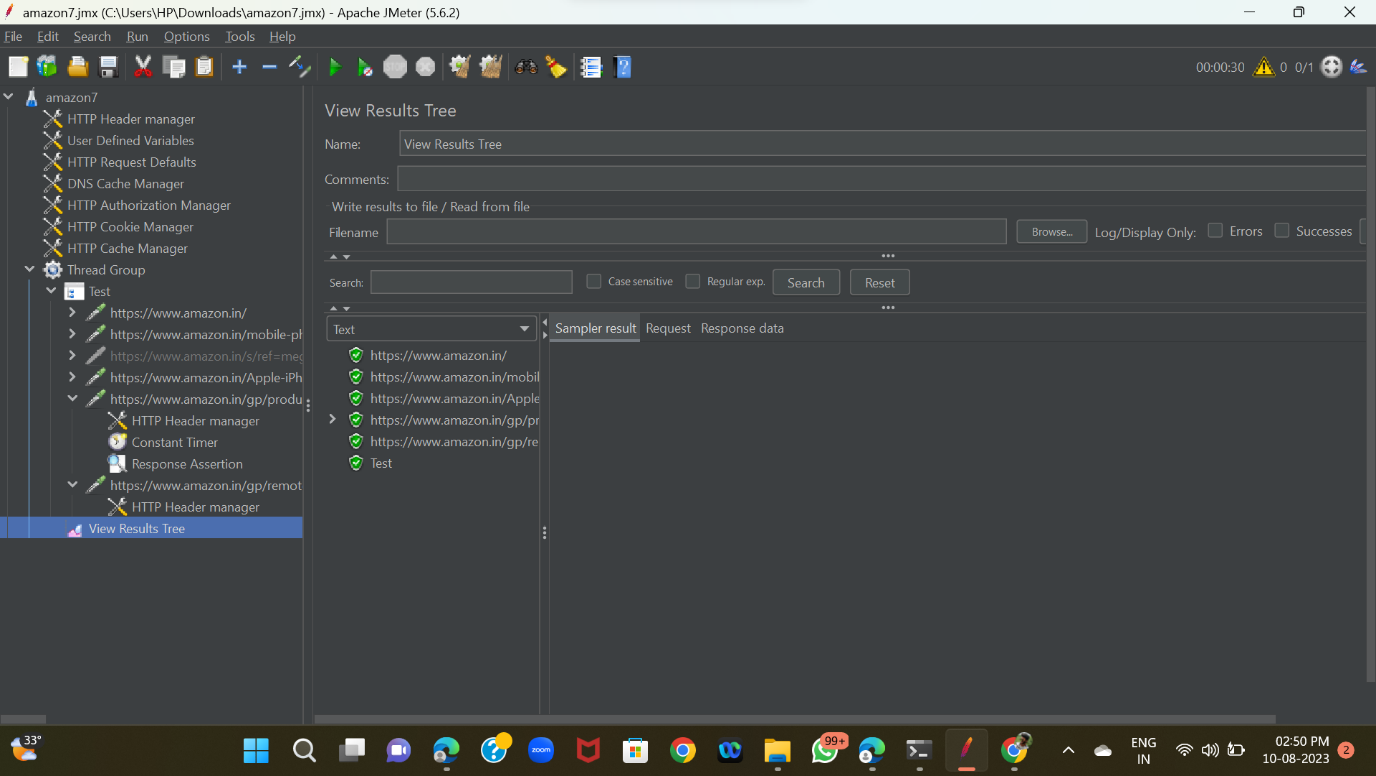 amazon7.jmx (C:\Users\HP\Downloads\amazon7.jmx) - Apache JMeter (5.6.2)
File Edit Search Run Options Tools Help
00:00:30 0 0/1
amazon7
HTTP Header manager
User Defined Variables
HTTP Request Defaults
DNS Cache Manager
HTTP Authorization Manager
HTTP Cookie Manager
HTTP Cache Manager
Thread Group
Test
https://www.amazon.in/
https://www.amazon.in/mobile-ph
https://www.amazon.in/s/ref=med
https://www.amazon.in/Apple-iPh
https://www.amazon.in/gp/produ
HTTP Header manager
Constant Timer
Response Assertion
https://www.amazon.in/gp/remot
HTTP Header manager
View Results Tree
View Results Tree
Name: View Results Tree
Comments:
Write results to file / Read from file
Filename Browse... Log/Display Only: Errors Successes
Search: Case sensitive Regular exp. Search Reset
Text
Sampler result Request Response data
https://www.amazon.in/
https://www.amazon.in/mobil
https://www.amazon.in/Apple
https://www.amazon.in/gp/pr
https://www.amazon.in/gp/re
Test
33°
zoom
99+
ENG
IN
02:50 PM
10-08-2023
2